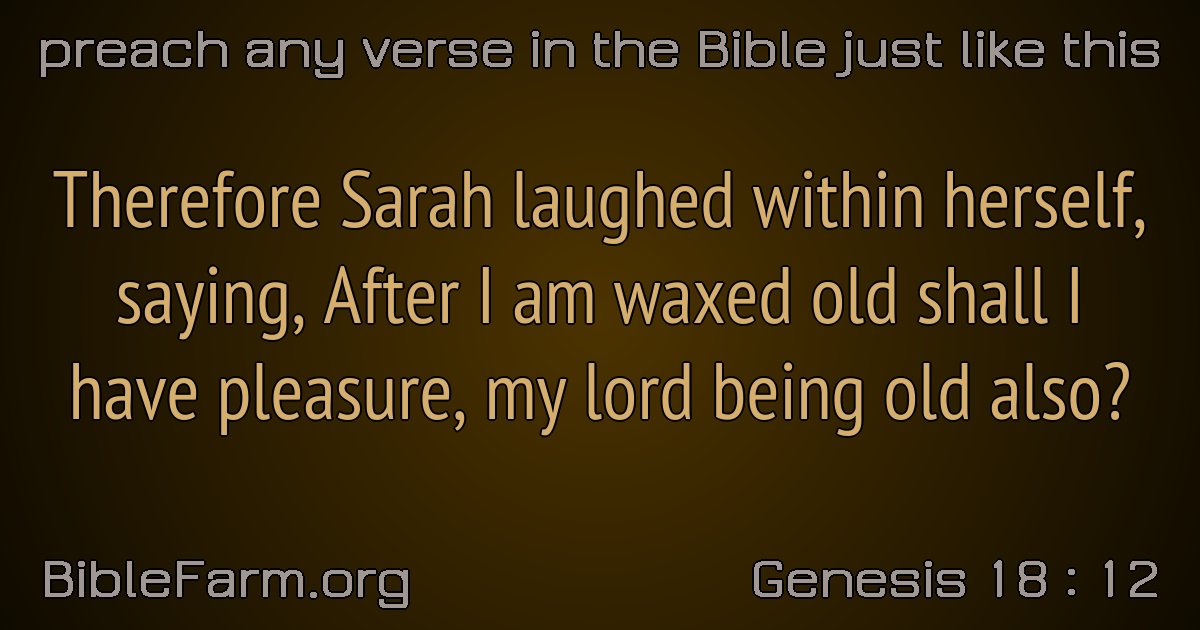 preach any verse in the Bible just like this
Therefore Sarah laughed within herself,
saying, After I am waxed old shall I
have pleasure, my lord being old also?
BibleFarm.org
Genesis 18 : 12